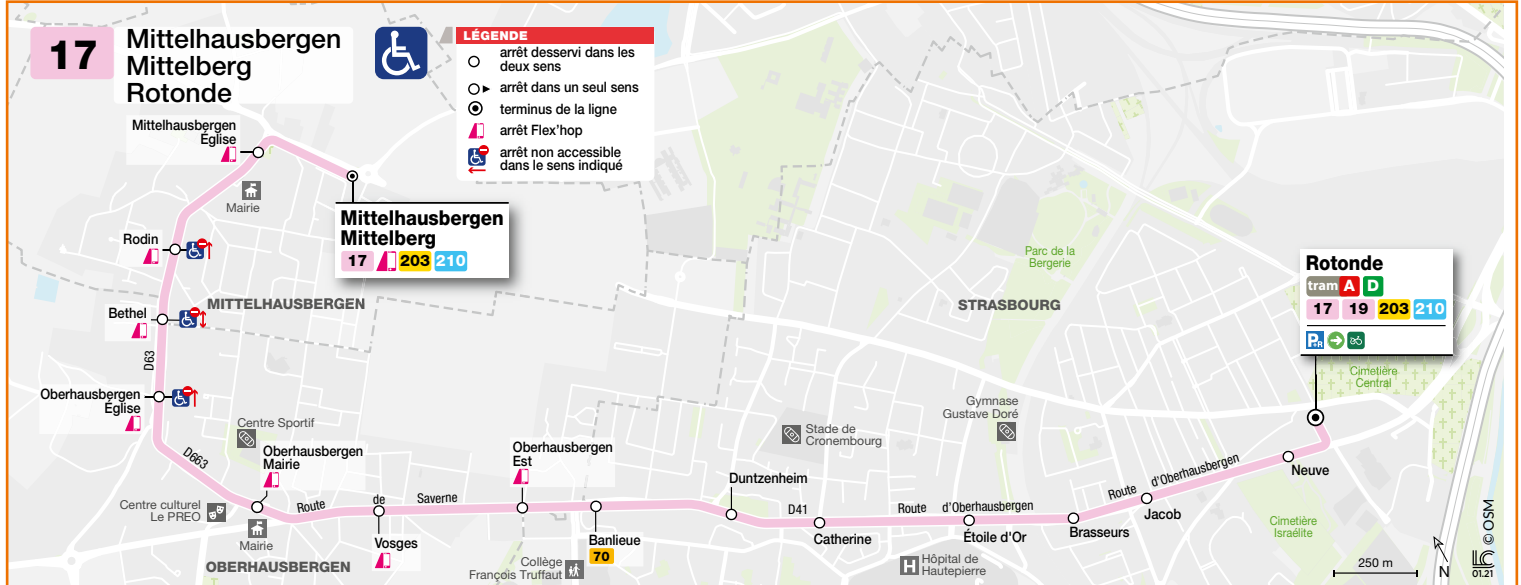 17
Mittelhausbergen
Mittelberg
Rotonde
LÉGENDE
arrêt desservi dans les
deux sens
arrêt dans un seul sens
terminus de la ligne
arrêt Flex'hop
arrêt non accessible
dans le sens indiqué
Mittelhausbergen
Église
Mairie
Mittelhausbergen
Mittelberg
17 203 210
Rodin
MITTELHAUSBERGEN
Bethel
D63
Oberhausbergen
Église
Centre Sportif
D663
Oberhausbergen
Mairie
Centre culturel
Le PREO
Mairie
OBERHAUSBERGEN
Route de Saverne
Vosges
Oberhausbergen
Est
Banlieue
70
Collège
François Truffaut
Duntzenheim
Stade de
Cronembourg
D41
Catherine
Route d'Oberhausbergen
Hôpital de
Hautepierre
H
Étoile d'Or
Gymnase
Gustave Doré
Parc de la
Bergerie
STRASBOURG
Brasseurs
Jacob
Route d'Oberhausbergen
Neuve
Rotonde
tram A D
17 19 203 210
P+R
Cimetière
Central
Cimetière
Israélite
250 m
N
© OSM
LC
01.21